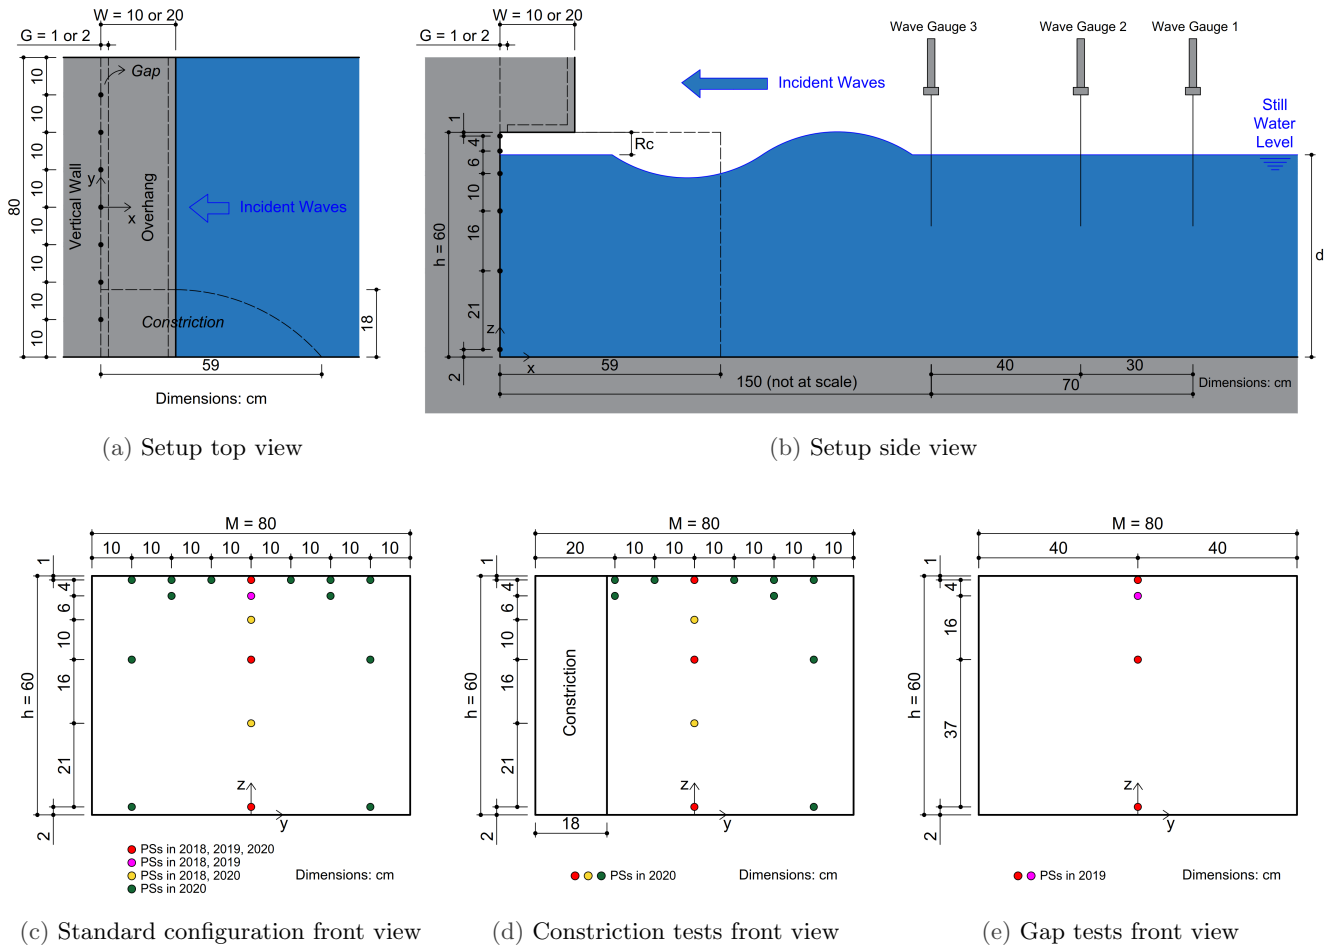 W = 10 or 20
G = 1 or 2
Gap
10
10
10
10
10
10
10
10
80
Vertical Wall
Overhang
y
x
Incident Waves
Constriction
18
59
Dimensions: cm
(a) Setup top view
W = 10 or 20
G = 1 or 2
Wave Gauge 3
Wave Gauge 2
Wave Gauge 1
Incident Waves
Still
Water
Level
Rc
1
4
6
10
16
21
2
h = 60
d
z
x
59
150 (not at scale)
40
30
70
Dimensions: cm
(b) Setup side view
M = 80
10 10 10 10 10 10 10 10
1
4
6
10
16
21
2
h = 60
z
y
PSs in 2018, 2019, 2020
PSs in 2018, 2019
PSs in 2018, 2020
PSs in 2020
Dimensions: cm
(c) Standard configuration front view
M = 80
20 10 10 10 10 10 10
1
4
6
10
16
21
2
h = 60
Constriction
z
y
18
PSs in 2020
Dimensions: cm
(d) Constriction tests front view
M = 80
40 40
1
4
16
37
2
h = 60
z
y
PSs in 2019
Dimensions: cm
(e) Gap tests front view